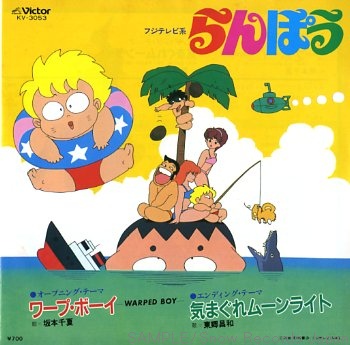 Victor
KV-3053
フジテレビ系
らんぽう
●オープニング・テーマ
ワープ・ボーイ
WARPED BOY
歌●坂本千夏
●エンディング・テーマ
気まぐれムーンライト
歌●東郷昌和
¥700